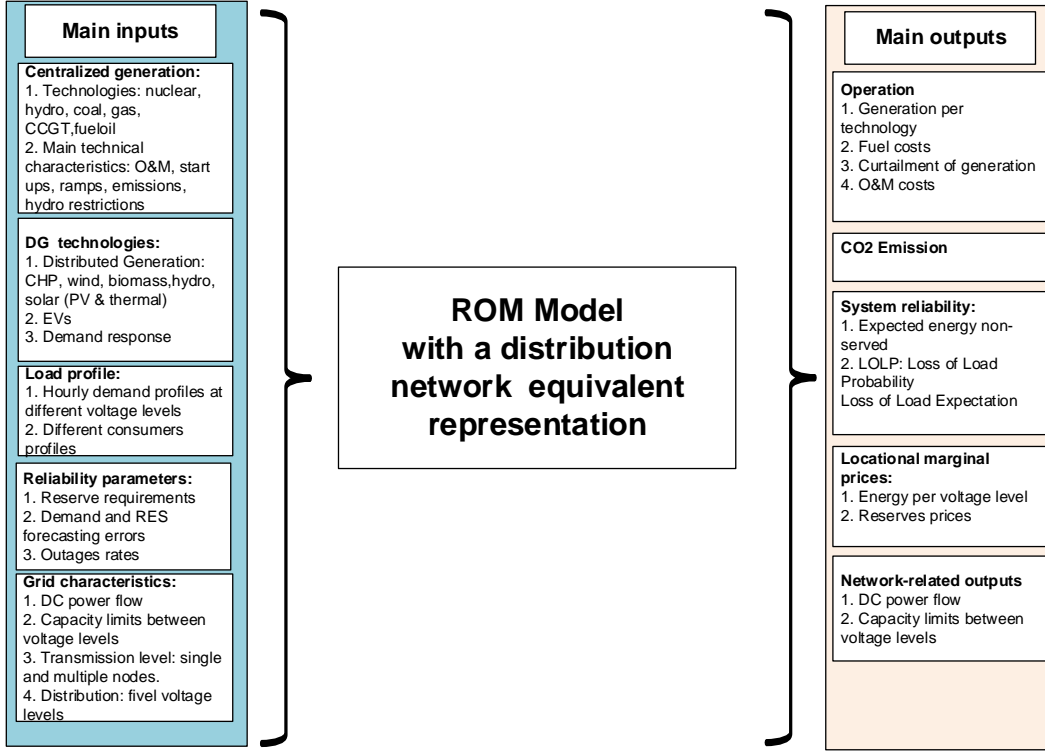 Main inputs
Centralized generation:
1. Technologies: nuclear,
hydro, coal, gas,
CCGT,fueloil
2. Main technical
characteristics: O&M, start
ups, ramps, emissions,
hydro restrictions
DG technologies:
1. Distributed Generation:
CHP, wind, biomass,hydro,
solar (PV & thermal)
2. EVs
3. Demand response
Load profile:
1. Hourly demand profiles at
different voltage levels
2. Different consumers
profiles
Reliability parameters:
1. Reserve requirements
2. Demand and RES
forecasting errors
3. Outages rates
Grid characteristics:
1. DC power flow
2. Capacity limits between
voltage levels
3. Transmission level: single
and multiple nodes.
4. Distribution: fivel voltage
levels
ROM Model
with a distribution
network equivalent
representation
Main outputs
Operation
1. Generation per
technology
2. Fuel costs
3. Curtailment of generation
4. O&M costs
CO2 Emission
System reliability:
1. Expected energy non-
served
2. LOLP: Loss of Load
Probability
Loss of Load Expectation
Locational marginal
prices:
1. Energy per voltage level
2. Reserves prices
Network-related outputs
1. DC power flow
2. Capacity limits between
voltage levels